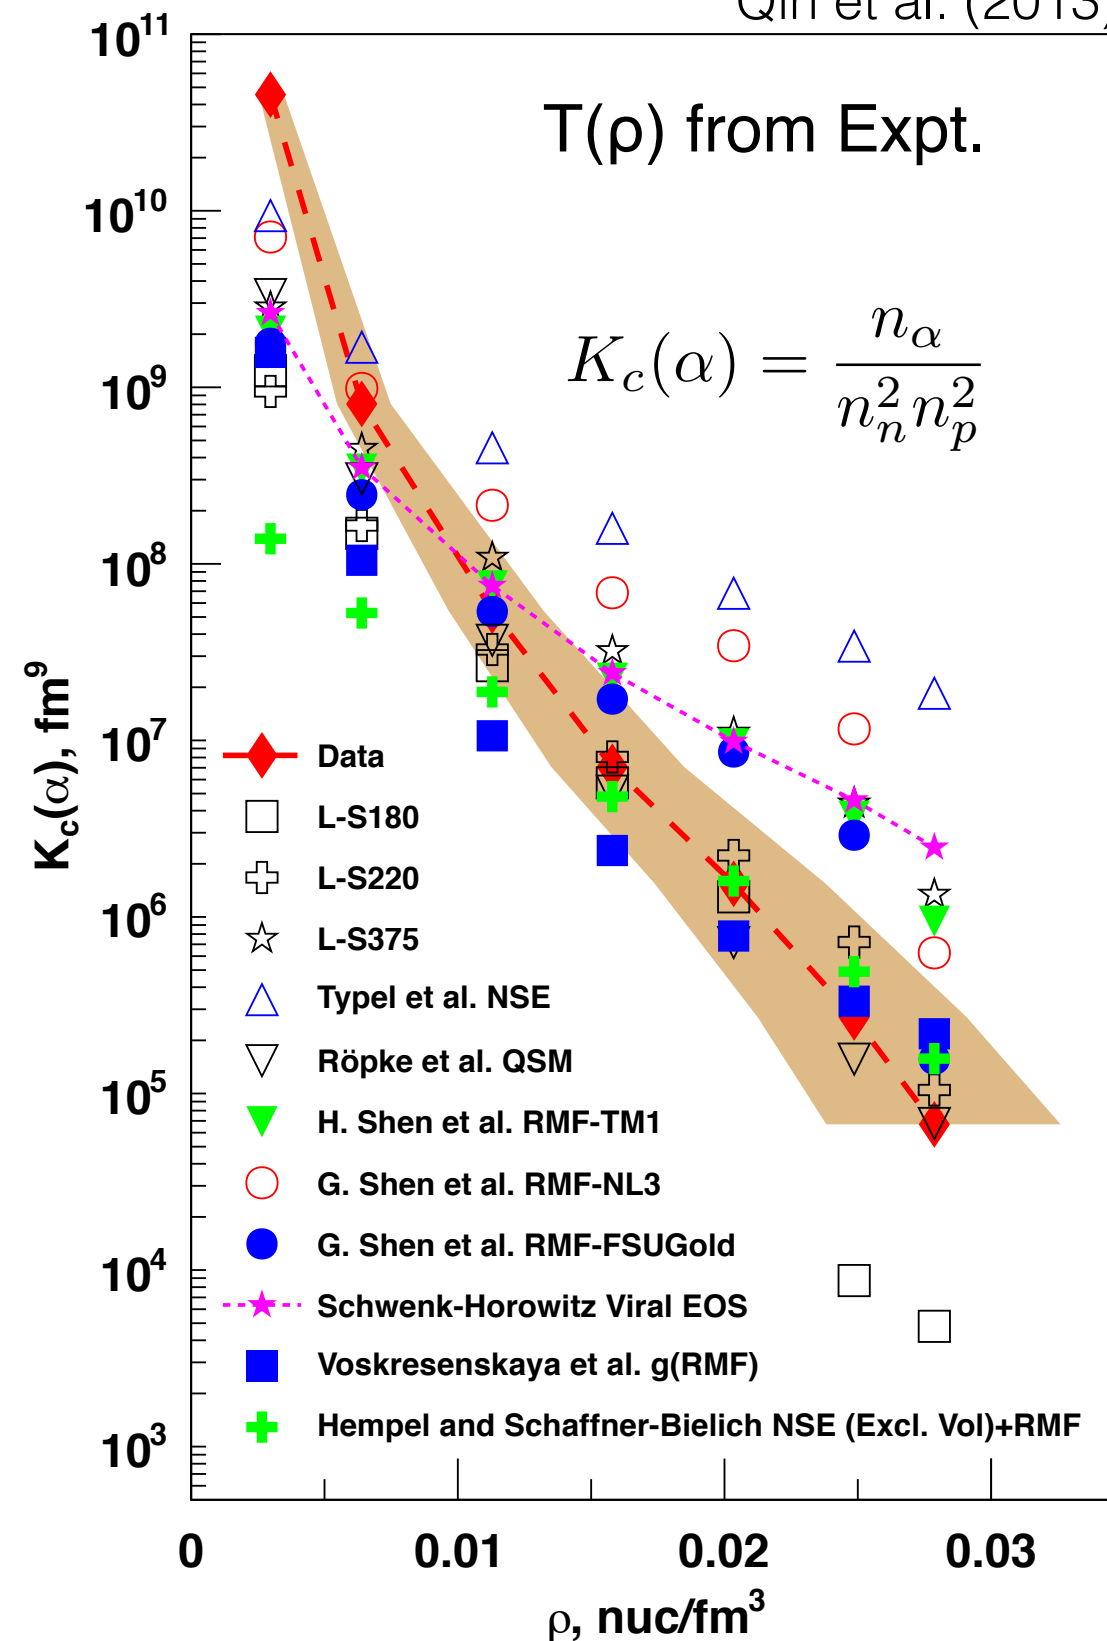 Qin et al. (2013)
10^11
T(ρ) from Expt.
10^10
K_c(α) = n_α / n_n^2 n_p^2
10^9
10^8
K_c(α), fm^9
10^7
Data
L-S180
L-S220
10^6
L-S375
Typel et al. NSE
Röpke et al. QSM
10^5
H. Shen et al. RMF-TM1
G. Shen et al. RMF-NL3
G. Shen et al. RMF-FSUGold
10^4
Schwenk-Horowitz Viral EOS
Voskresenskaya et al. g(RMF)
Hempel and Schaffner-Bielich NSE (Excl. Vol)+RMF
10^3
0 0.01 0.02 0.03
ρ, nuc/fm^3